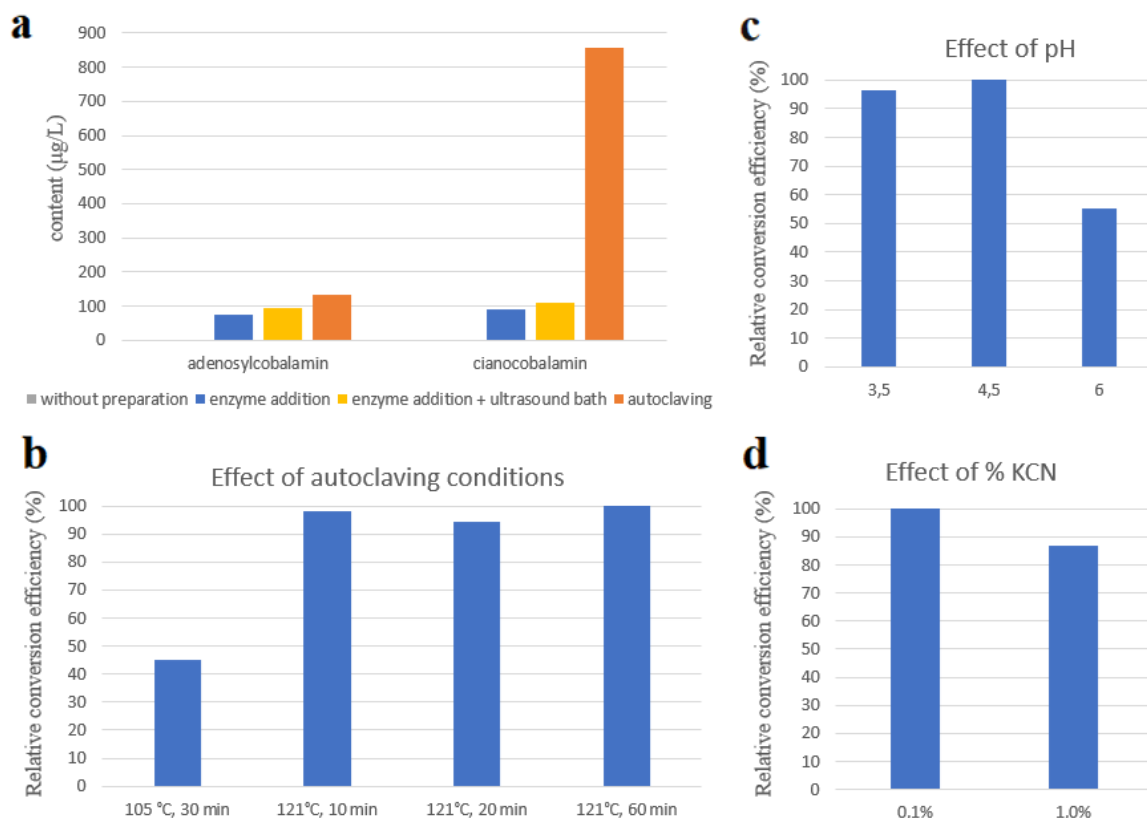 a
900
800
700
600
500
400
300
200
100
0
content (µg/L)
adenosylcobalamin cianocobalamin
without preparation enzyme addition enzyme addition + ultrasound bath autoclaving
b
Effect of autoclaving conditions
Relative conversion efficiency (%)
100
90
80
70
60
50
40
30
20
10
0
105 °C, 30 min 121°C, 10 min 121°C, 20 min 121°C, 60 min
c
Effect of pH
Relative conversion efficiency (%)
100
90
80
70
60
50
40
30
20
10
0
3,5 4,5 6
d
Effect of % KCN
Relative conversion efficiency (%)
100
90
80
70
60
50
40
30
20
10
0
0.1% 1.0%